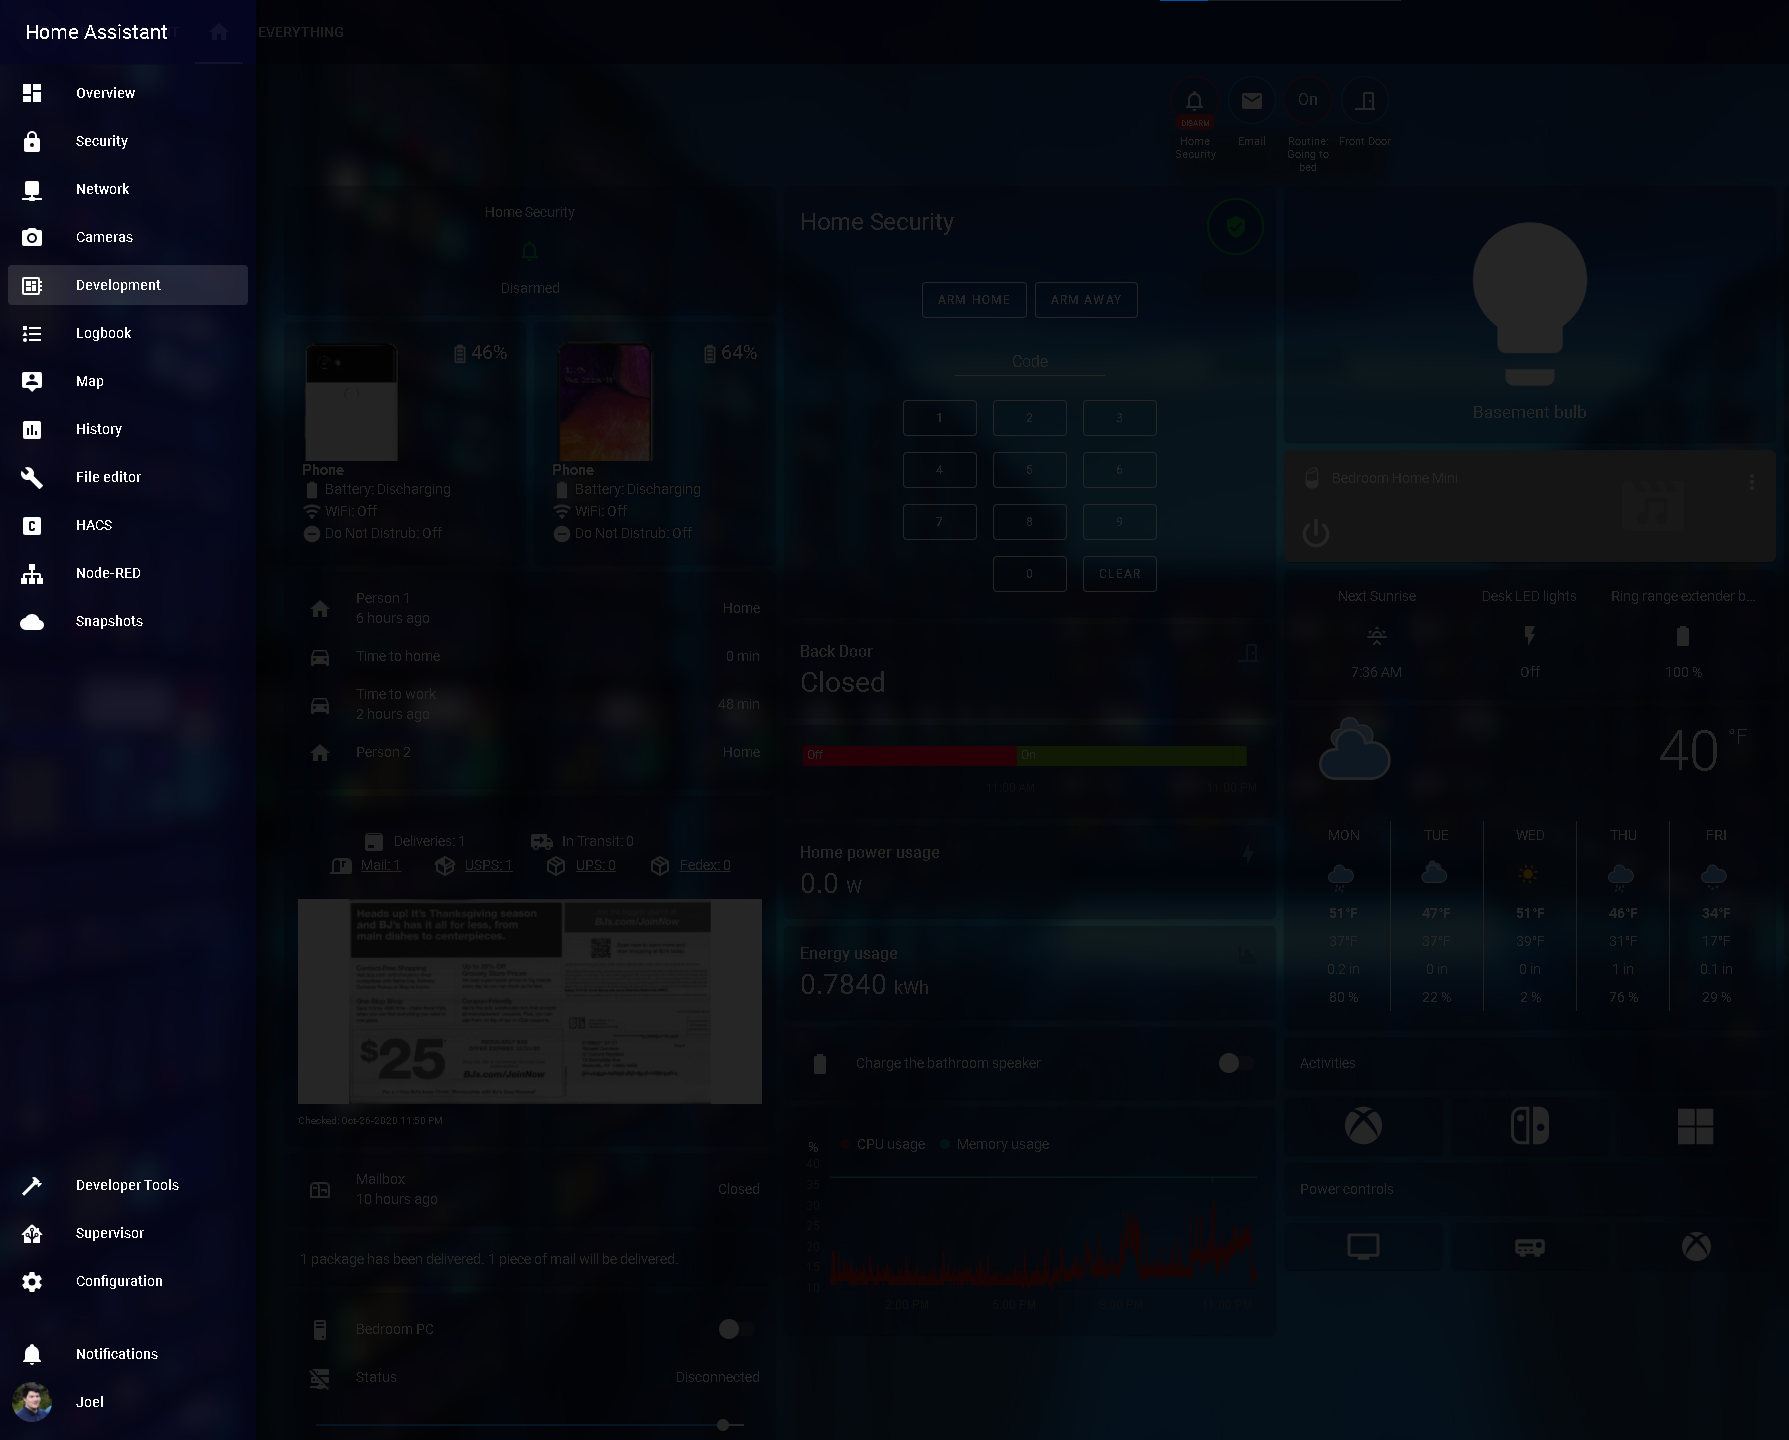 Home Assistant
EVERYTHING
Overview
Security
Network
Cameras
Development
Logbook
Map
History
File editor
HACS
Node-RED
Snapshots
Developer Tools
Supervisor
Configuration
Notifications
Joel
On
DISARM
Home Security
Email
Routine: Going to bed
Front Door
Home Security
Disarmed
46%
Phone
Battery: Discharging
WiFi: Off
Do Not Distrub: Off
64%
Phone
Battery: Discharging
WiFi: Off
Do Not Distrub: Off
Person 1
6 hours ago
Home
Time to home
0 min
Time to work
2 hours ago
48 min
Person 2
Home
Deliveries: 1
In Transit: 0
Mail: 1
USPS: 1
UPS: 0
Fedex: 0
Heads up! It's Thanksgiving season
and BJ's has it all for less, from
main dishes to centerpieces.
BJs.com/JoinNow
$25
BJs.com/JoinNow
Checked: Oct-26-2020 11:50 PM
Mailbox
10 hours ago
Closed
1 package has been delivered. 1 piece of mail will be delivered.
Bedroom PC
Status
Disconnected
Home Security
ARM HOME
ARM AWAY
Code
1 2 3
4 5 6
7 8 9
0 CLEAR
Back Door
Closed
Off
On
11:00 AM
11:00 PM
Home power usage
0.0 W
Energy usage
0.7840 kWh
Charge the bathroom speaker
CPU usage
Memory usage
%
40
35
30
25
20
15
10
2:00 PM
5:00 PM
Basement bulb
Bedroom Home Mini
Next Sunrise
Desk LED lights
Ring range extender b...
7:36 AM
Off
100 %
40 °F
MON TUE WED THU FRI
51°F 47°F 51°F 46°F 34°F
37°F 37°F 39°F 31°F 17°F
0.2 in 0 in 0 in 1 in 0.1 in
80 % 22 % 2 % 76 % 29 %
Activities
Power controls